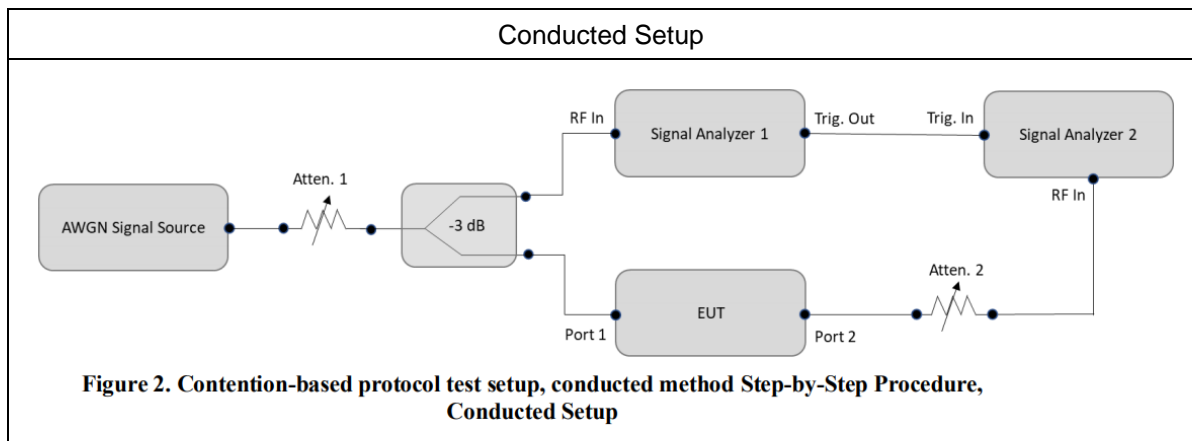 Conducted Setup
RF In
Signal Analyzer 1
Trig. Out
Trig. In
Signal Analyzer 2
RF In
Atten. 1
AWGN Signal Source
-3 dB
Atten. 2
EUT
Port 1
Port 2
Figure 2. Contention-based protocol test setup, conducted method Step-by-Step Procedure,
Conducted Setup